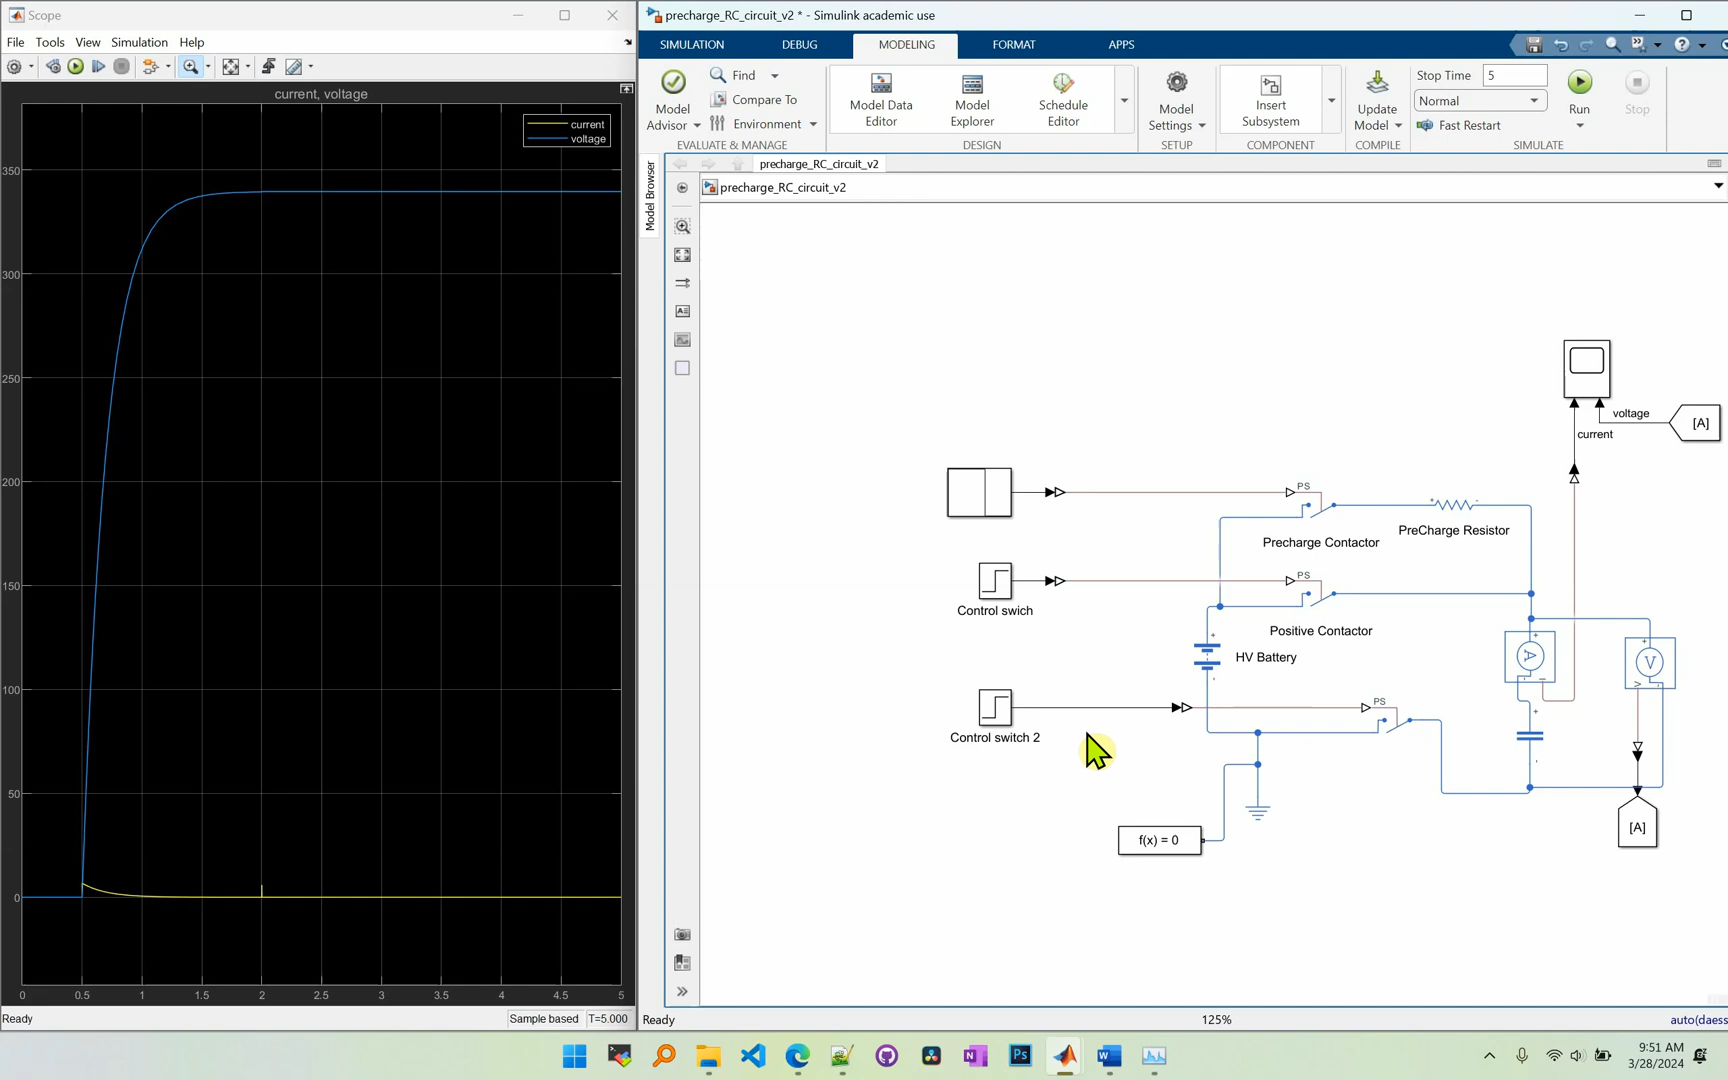 Scope
File Tools View Simulation Help
current, voltage
current
voltage
350
300
250
200
150
100
50
0
0 0.5 1 1.5 2 2.5 3 3.5 4 4.5 5
Ready
Sample based T=5.000
precharge_RC_circuit_v2 * - Simulink academic use
SIMULATION DEBUG MODELING FORMAT APPS
Model Advisor
Find
Compare To
Environment
EVALUATE & MANAGE
Model Data Editor
Model Explorer
Schedule Editor
DESIGN
Model Settings
SETUP
Insert Subsystem
COMPONENT
Update Model
COMPILE
Stop Time 5
Normal
Fast Restart
Run
Stop
SIMULATE
Model Browser
precharge_RC_circuit_v2
precharge_RC_circuit_v2
voltage
[A]
current
PS
PreCharge Resistor
Precharge Contactor
PS
Control swich
Positive Contactor
HV Battery
A
V
PS
Control switch 2
f(x) = 0
[A]
Ready
125%
auto(daess
9:51 AM
3/28/2024